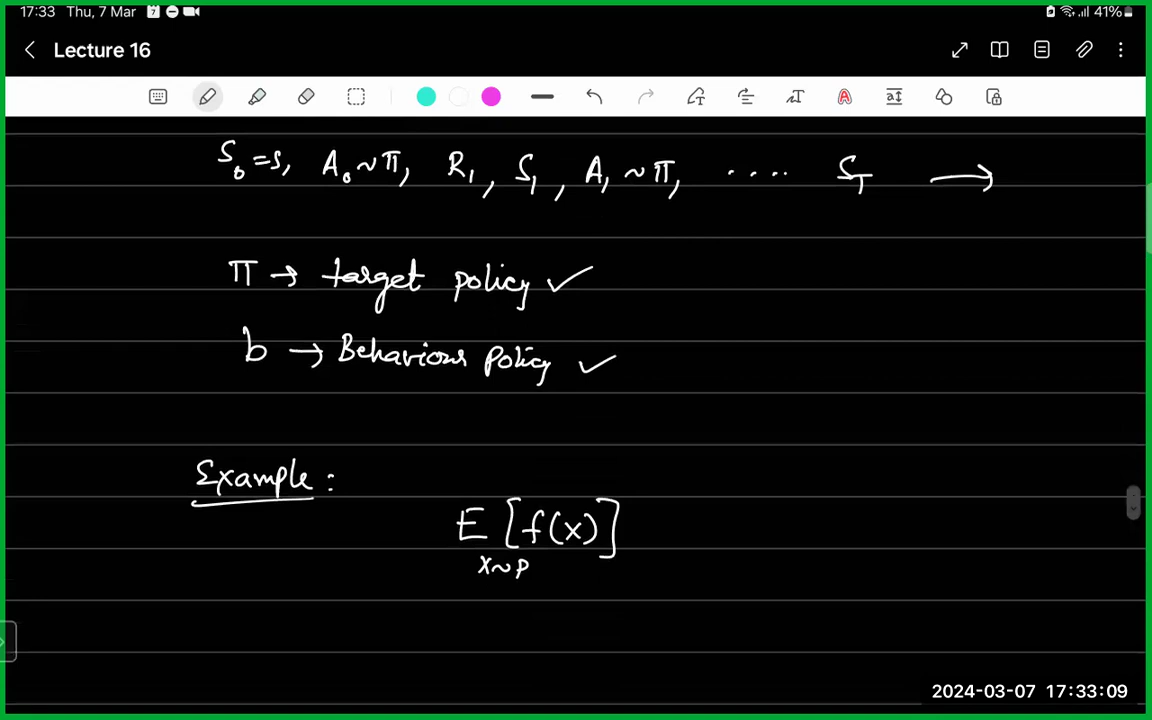 17:33 Thu, 7 Mar 7 41%
Lecture 16
S₀ = s, A₀ ~ π, R₁, S₁, A₁ ~ π, .... S_T →
π → target policy ✓
b → Behaviour policy ✓
Example :
E [f(x)]
x~p
2024-03-07 17:33:09